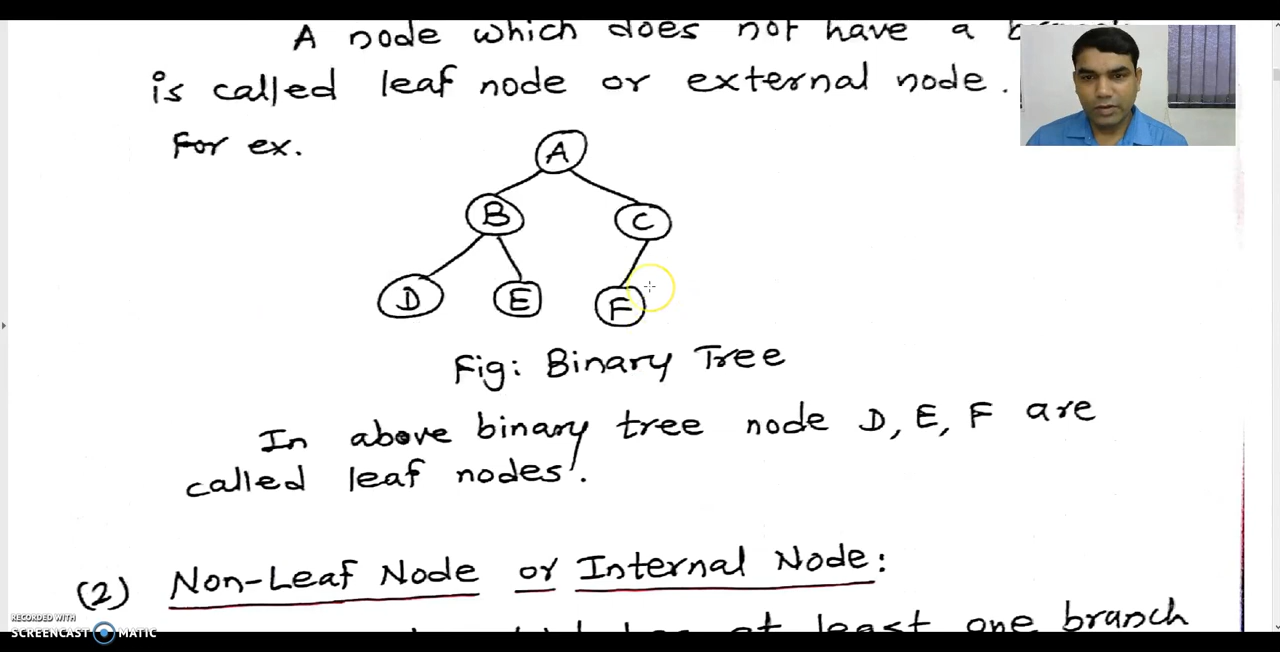 A node which does not have a
is called leaf node or external node.
For ex.
A
B
C
D
E
F
Fig: Binary Tree
In above binary tree node D, E, F are
called leaf nodes.
(2) Non-Leaf Node or Internal Node:
at least one branch
RECORDED WITH
SCREENCAST MATIC